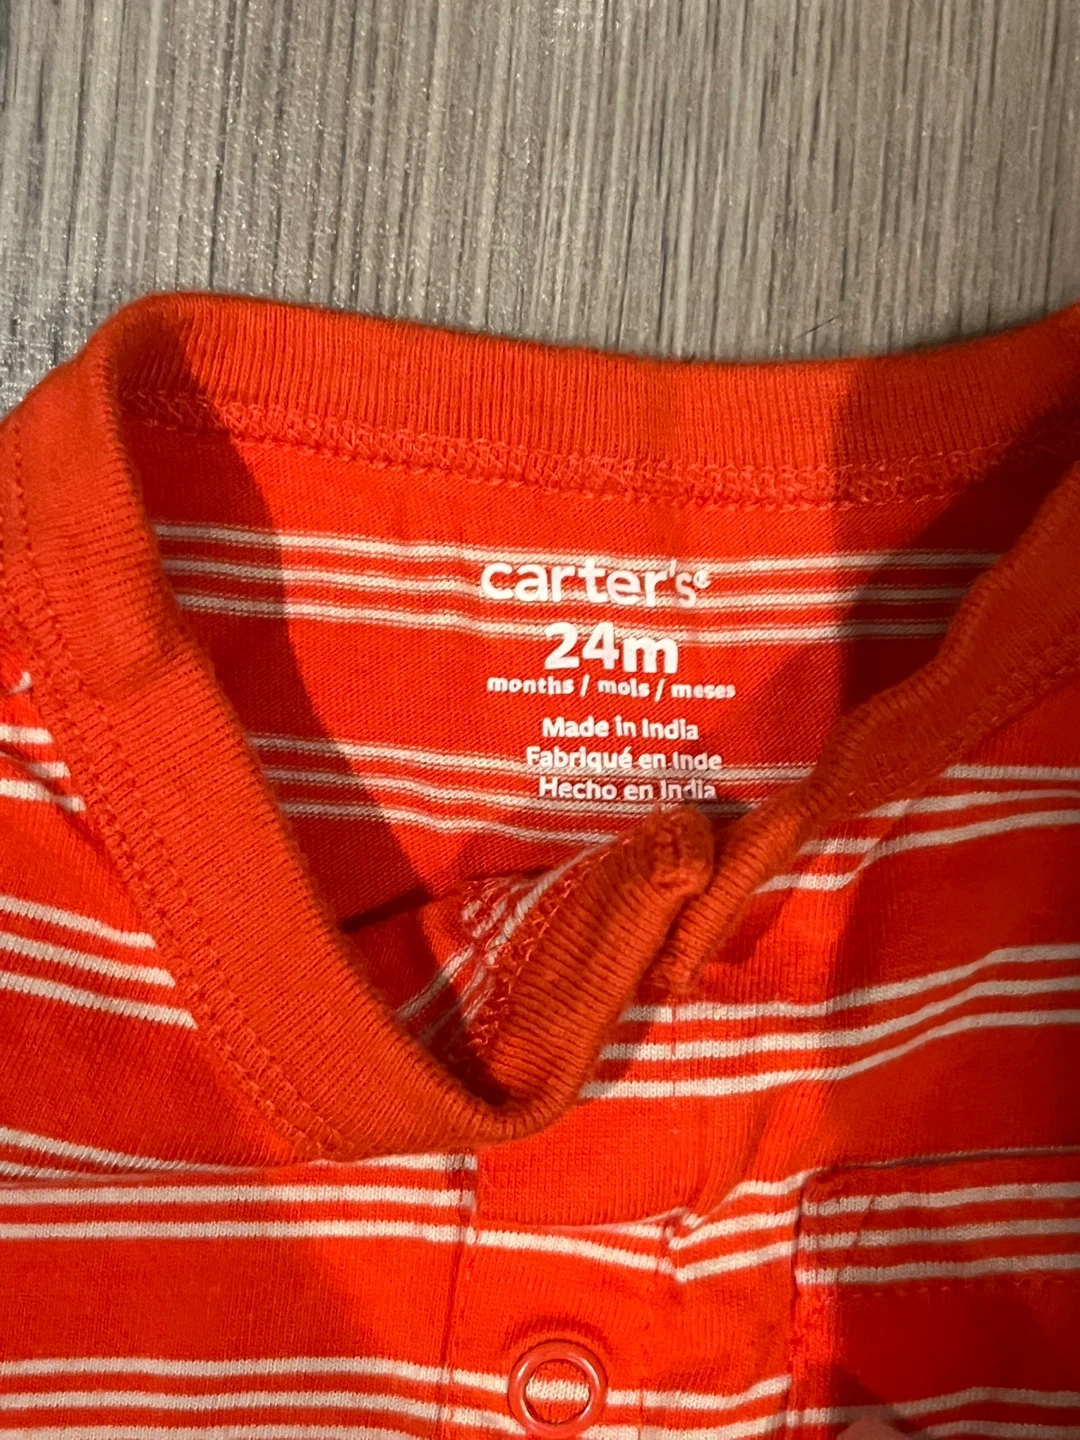 carter's®
24m
months / mois / meses
Made in India
Fabriqué en Inde
Hecho en India